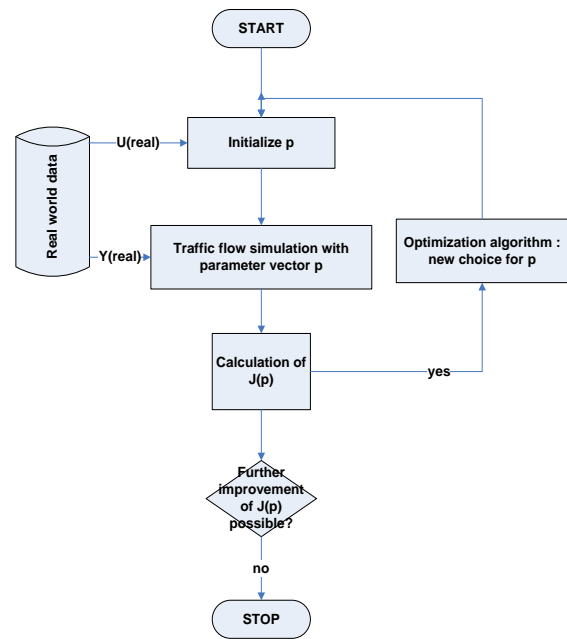 START
U(real)
Initialize p
Real world data
Y(real)
Traffic flow simulation with
parameter vector p
Optimization algorithm :
new choice for p
Calculation of
J(p)
yes
Further
improvement
of J(p)
possible?
no
STOP